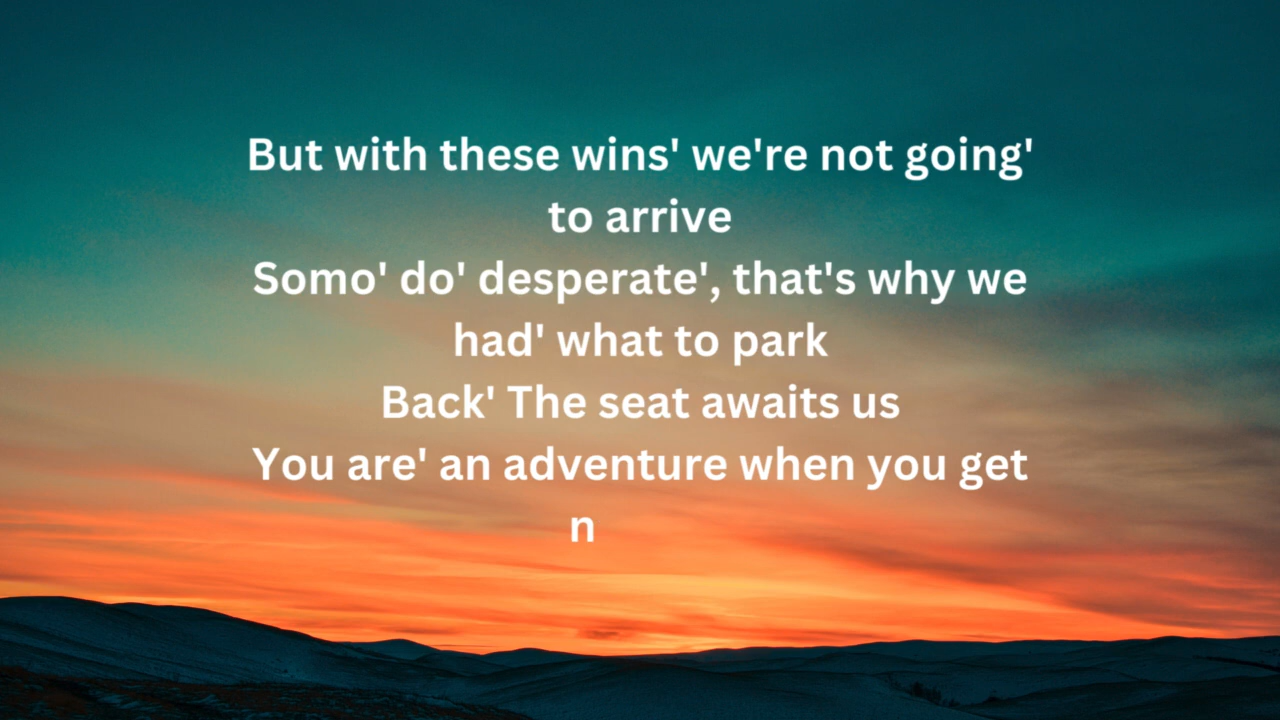 But with these wins' we're not going'
to arrive
Somo' do' desperate', that's why we
had' what to park
Back' The seat awaits us
You are' an adventure when you get
n